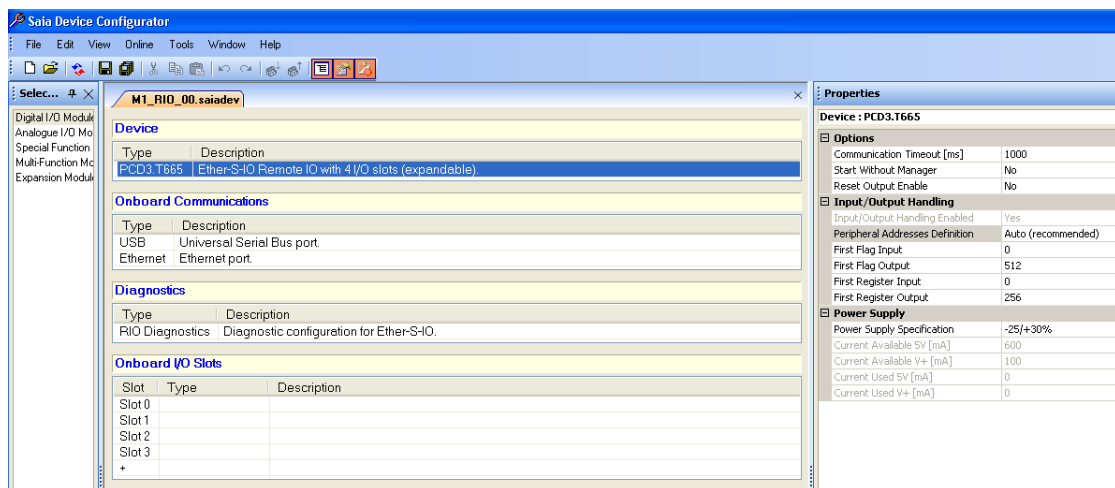 Saia Device Configurator
File Edit View Online Tools Window Help
Selec...
Digital I/O Module
Analogue I/O Mo
Special Function
Multi-Function Mo
Expansion Module
M1_RIO_00.saiadev
Device
Type Description
PCD3.T665 Ether-S-IO Remote IO with 4 I/O slots (expandable).
Onboard Communications
Type Description
USB Universal Serial Bus port.
Ethernet Ethernet port.
Diagnostics
Type Description
RIO Diagnostics Diagnostic configuration for Ether-S-IO.
Onboard I/O Slots
Slot Type Description
Slot 0
Slot 1
Slot 2
Slot 3
+
Properties
Device : PCD3.T665
Options
Communication Timeout [ms] 1000
Start Without Manager No
Reset Output Enable No
Input/Output Handling
Input/Output Handling Enabled Yes
Peripheral Addresses Definition Auto (recommended)
First Flag Input 0
First Flag Output 512
First Register Input 0
First Register Output 256
Power Supply
Power Supply Specification -25/+30%
Current Available 5V [mA] 600
Current Available V+ [mA] 100
Current Used 5V [mA] 0
Current Used V+ [mA] 0